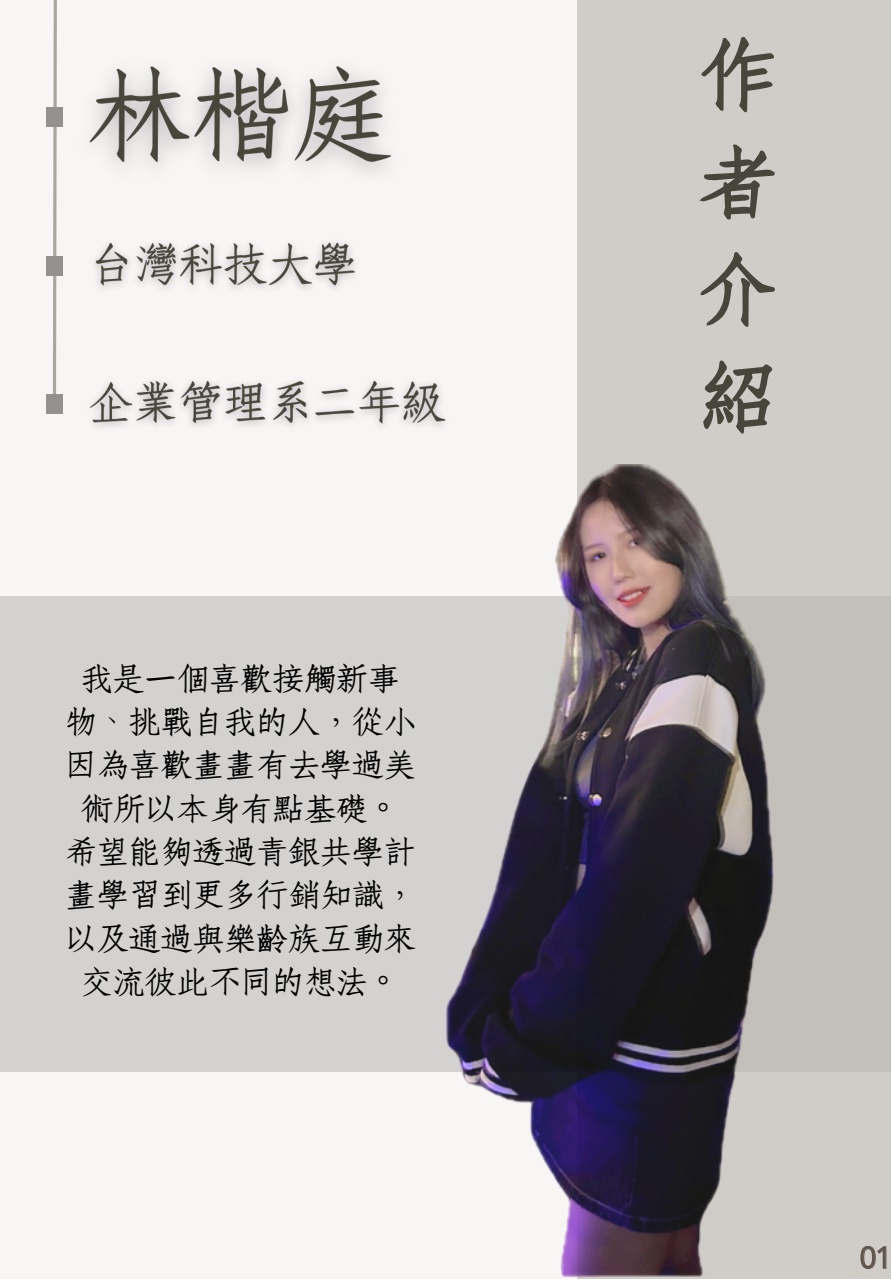 作者介紹
林楷庭
台灣科技大學
企業管理系二年級
我是一個喜歡接觸新事
物、挑戰自我的人，從小
因為喜歡畫畫有去學過美
術所以本身有點基礎。
希望能夠透過青銀共學計
畫學習到更多行銷知識，
以及通過與樂齡族互動來
交流彼此不同的想法。
01